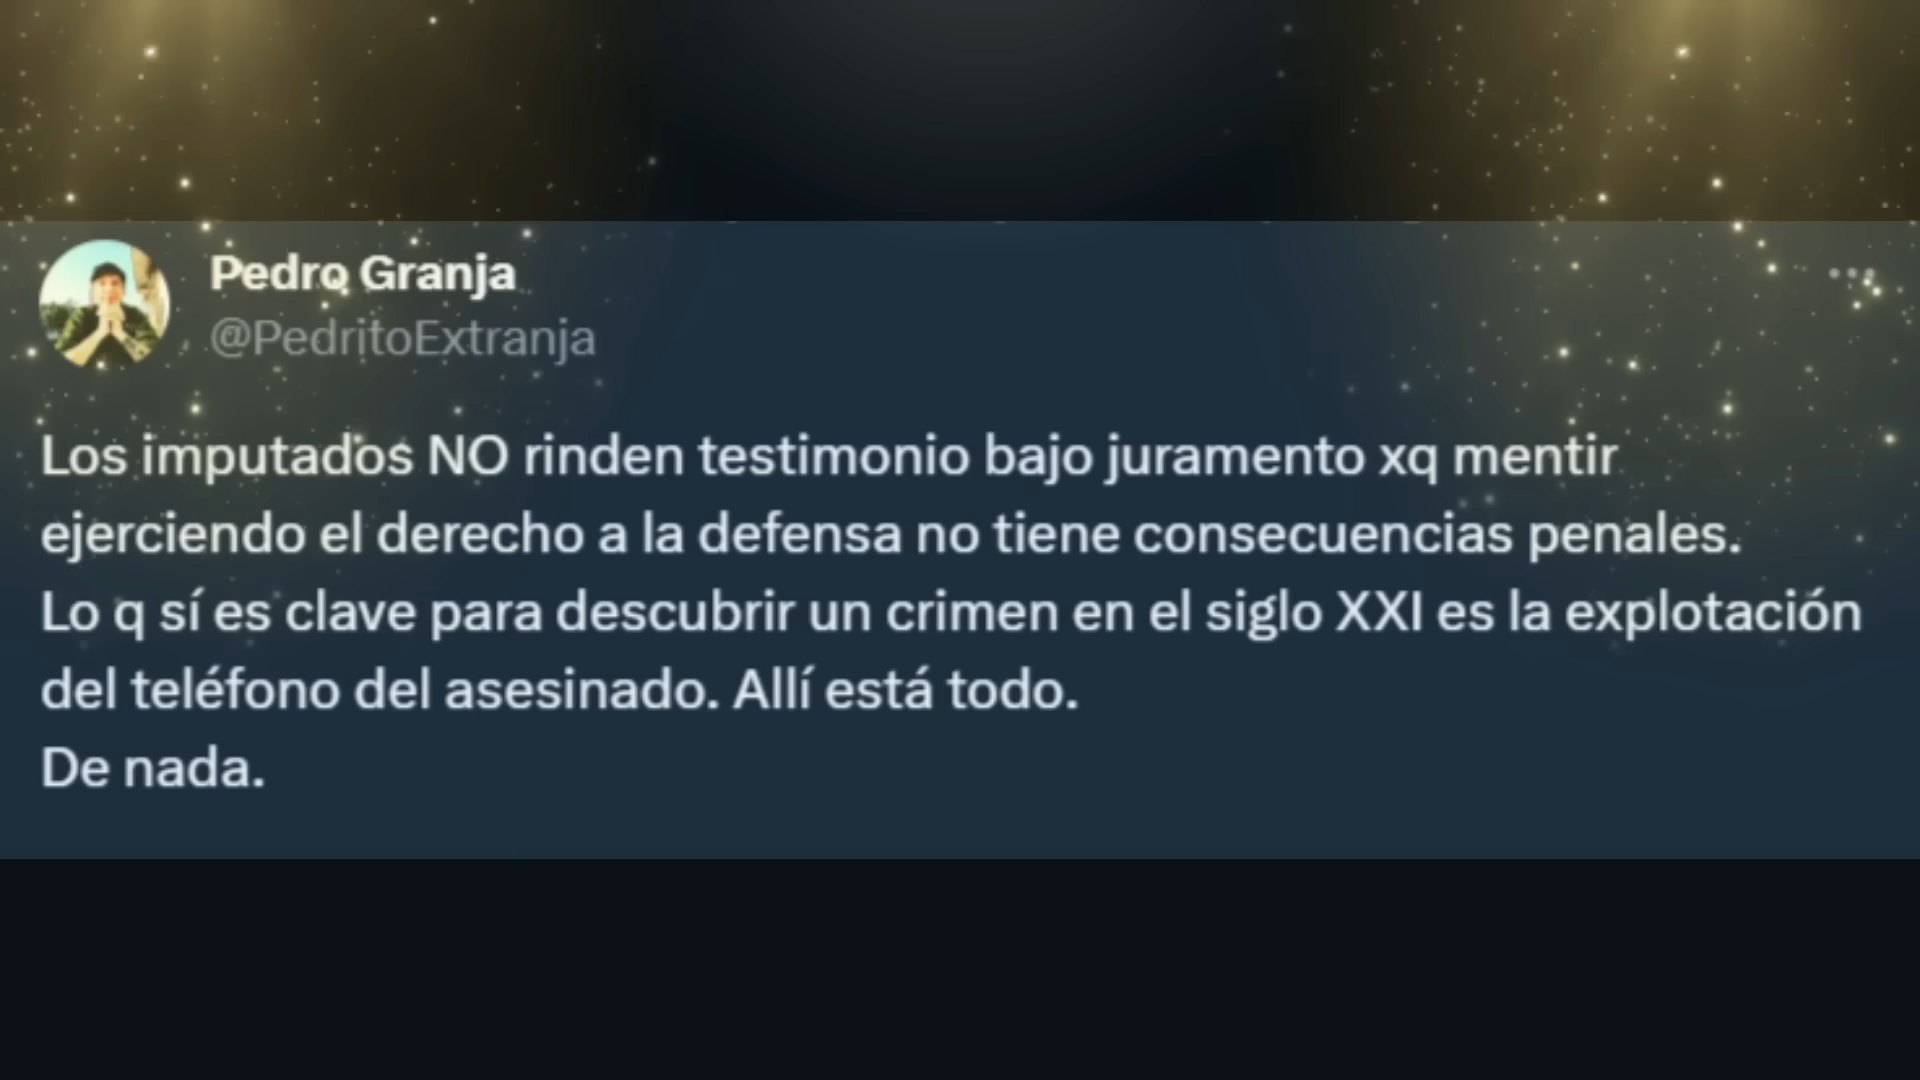 Pedro Granja
@PedritoExtranja
Los imputados NO rinden testimonio bajo juramento xq mentir
ejerciendo el derecho a la defensa no tiene consecuencias penales.
Lo q sí es clave para descubrir un crimen en el siglo XXI es la explotación
del teléfono del asesinado. Allí está todo.
De nada.